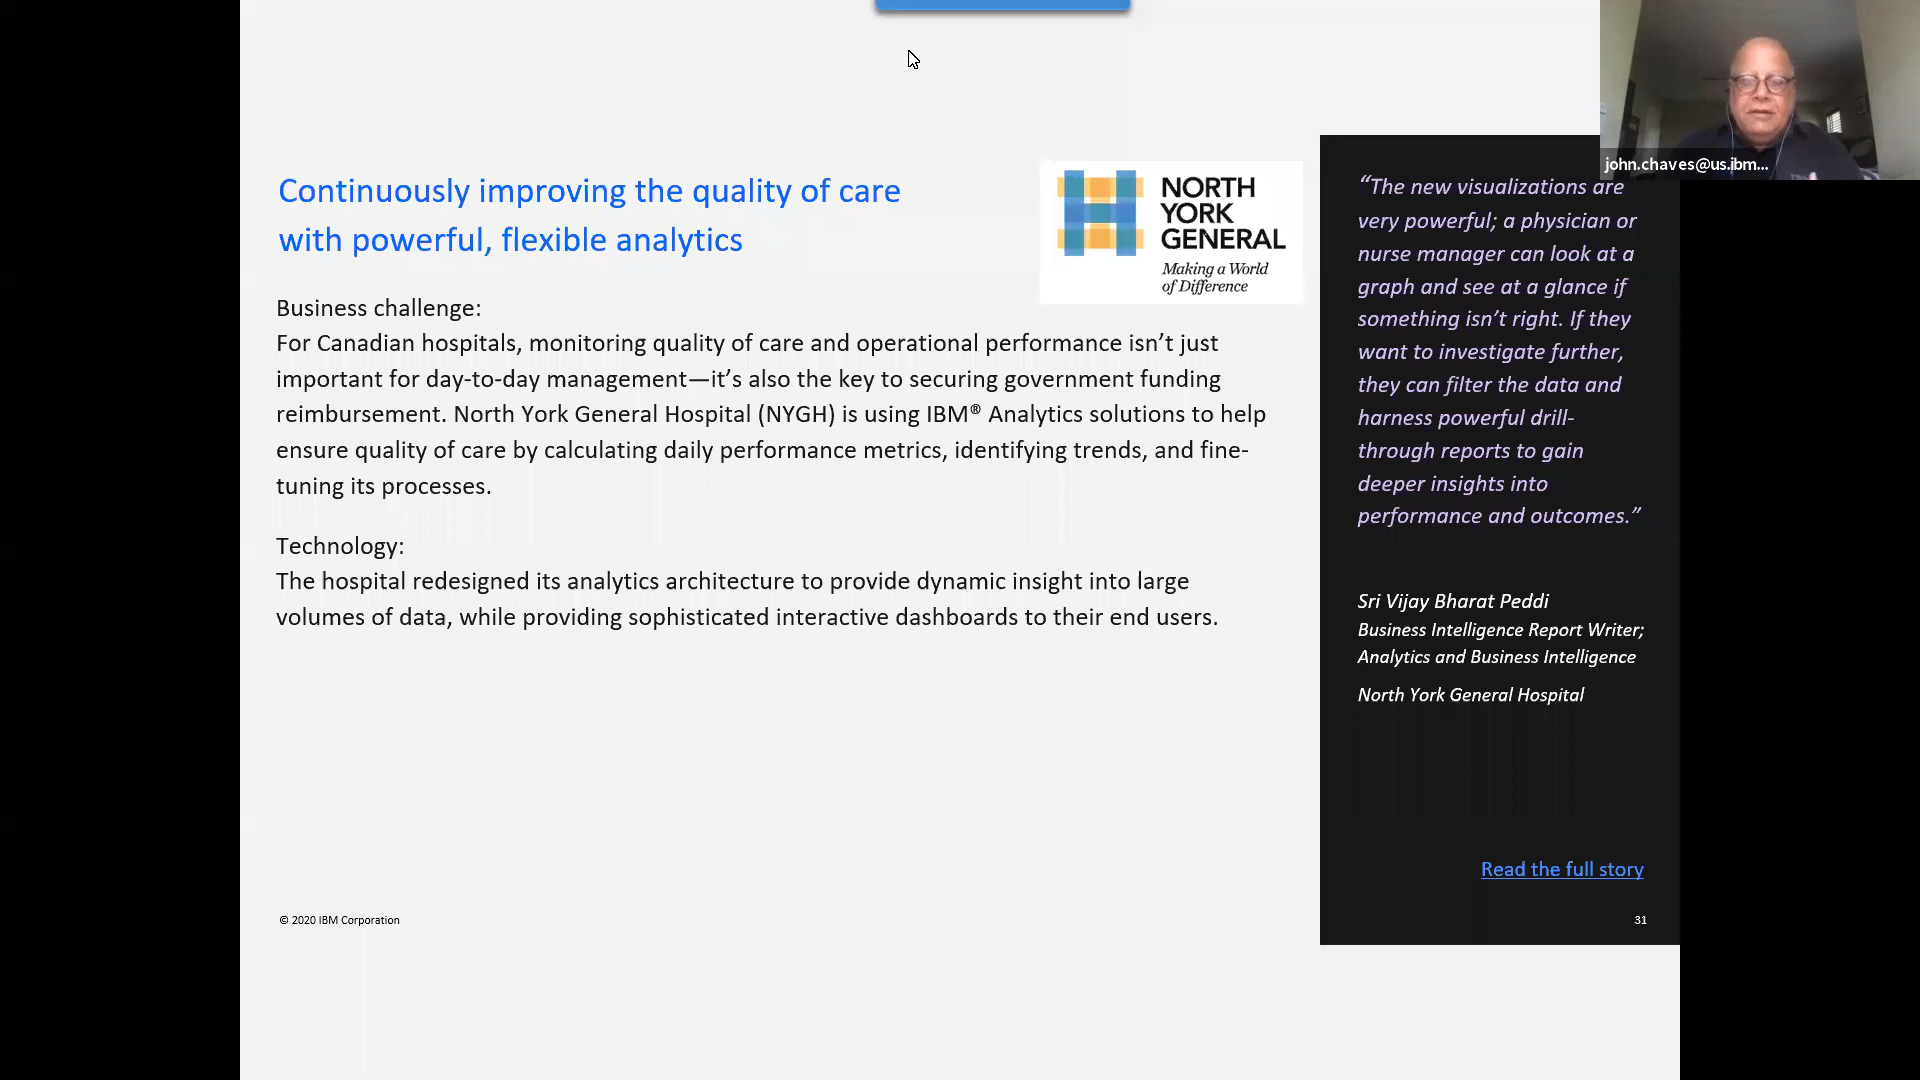 Continuously improving the quality of care
with powerful, flexible analytics
NORTH
YORK
GENERAL
Making a World
of Difference
Business challenge:
For Canadian hospitals, monitoring quality of care and operational performance isn’t just
important for day-to-day management—it’s also the key to securing government funding
reimbursement. North York General Hospital (NYGH) is using IBM® Analytics solutions to help
ensure quality of care by calculating daily performance metrics, identifying trends, and fine-
tuning its processes.
Technology:
The hospital redesigned its analytics architecture to provide dynamic insight into large
volumes of data, while providing sophisticated interactive dashboards to their end users.
© 2020 IBM Corporation
john.chaves@us.ibm...
“The new visualizations are
very powerful; a physician or
nurse manager can look at a
graph and see at a glance if
something isn’t right. If they
want to investigate further,
they can filter the data and
harness powerful drill-
through reports to gain
deeper insights into
performance and outcomes.”
Sri Vijay Bharat Peddi
Business Intelligence Report Writer;
Analytics and Business Intelligence
North York General Hospital
Read the full story
31